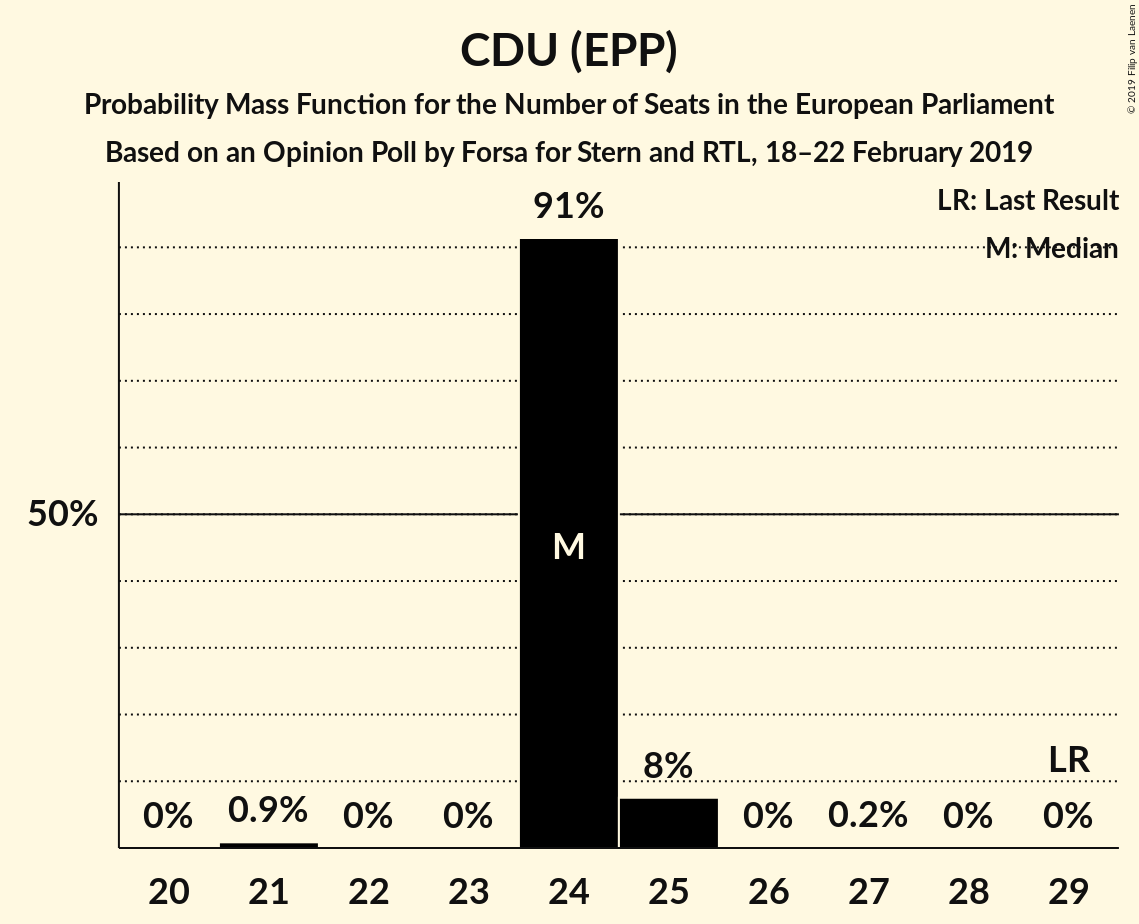 CDU (EPP)
Probability Mass Function for the Number of Seats in the European Parliament
Based on an Opinion Poll by Forsa for Stern and RTL, 18–22 February 2019
© 2019 Filip van Laenen
LR: Last Result
M: Median
91%
50%
M
8%
LR
0%
0.9%
0%
0%
0%
0.2%
0%
0%
20 21 22 23 24 25 26 27 28 29